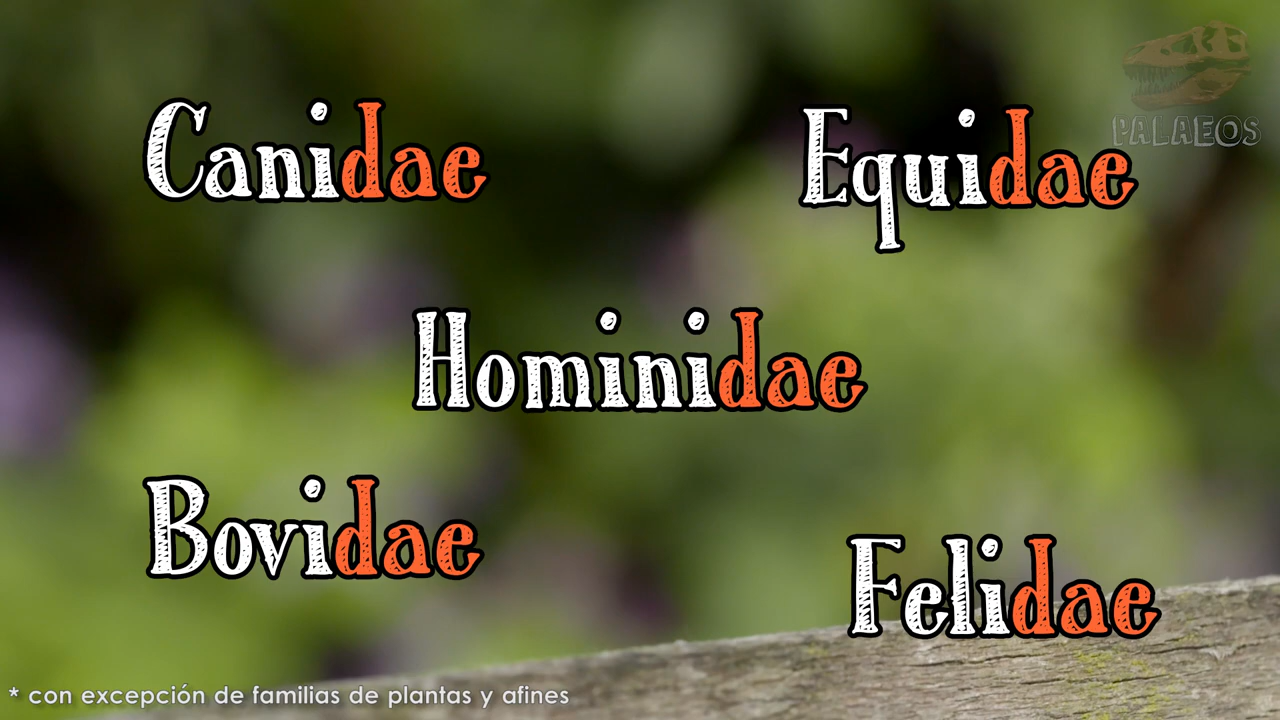 PALAEOS
Canidae
Equidae
Hominidae
Bovidae
Felidae
* con excepción de familias de plantas y afines